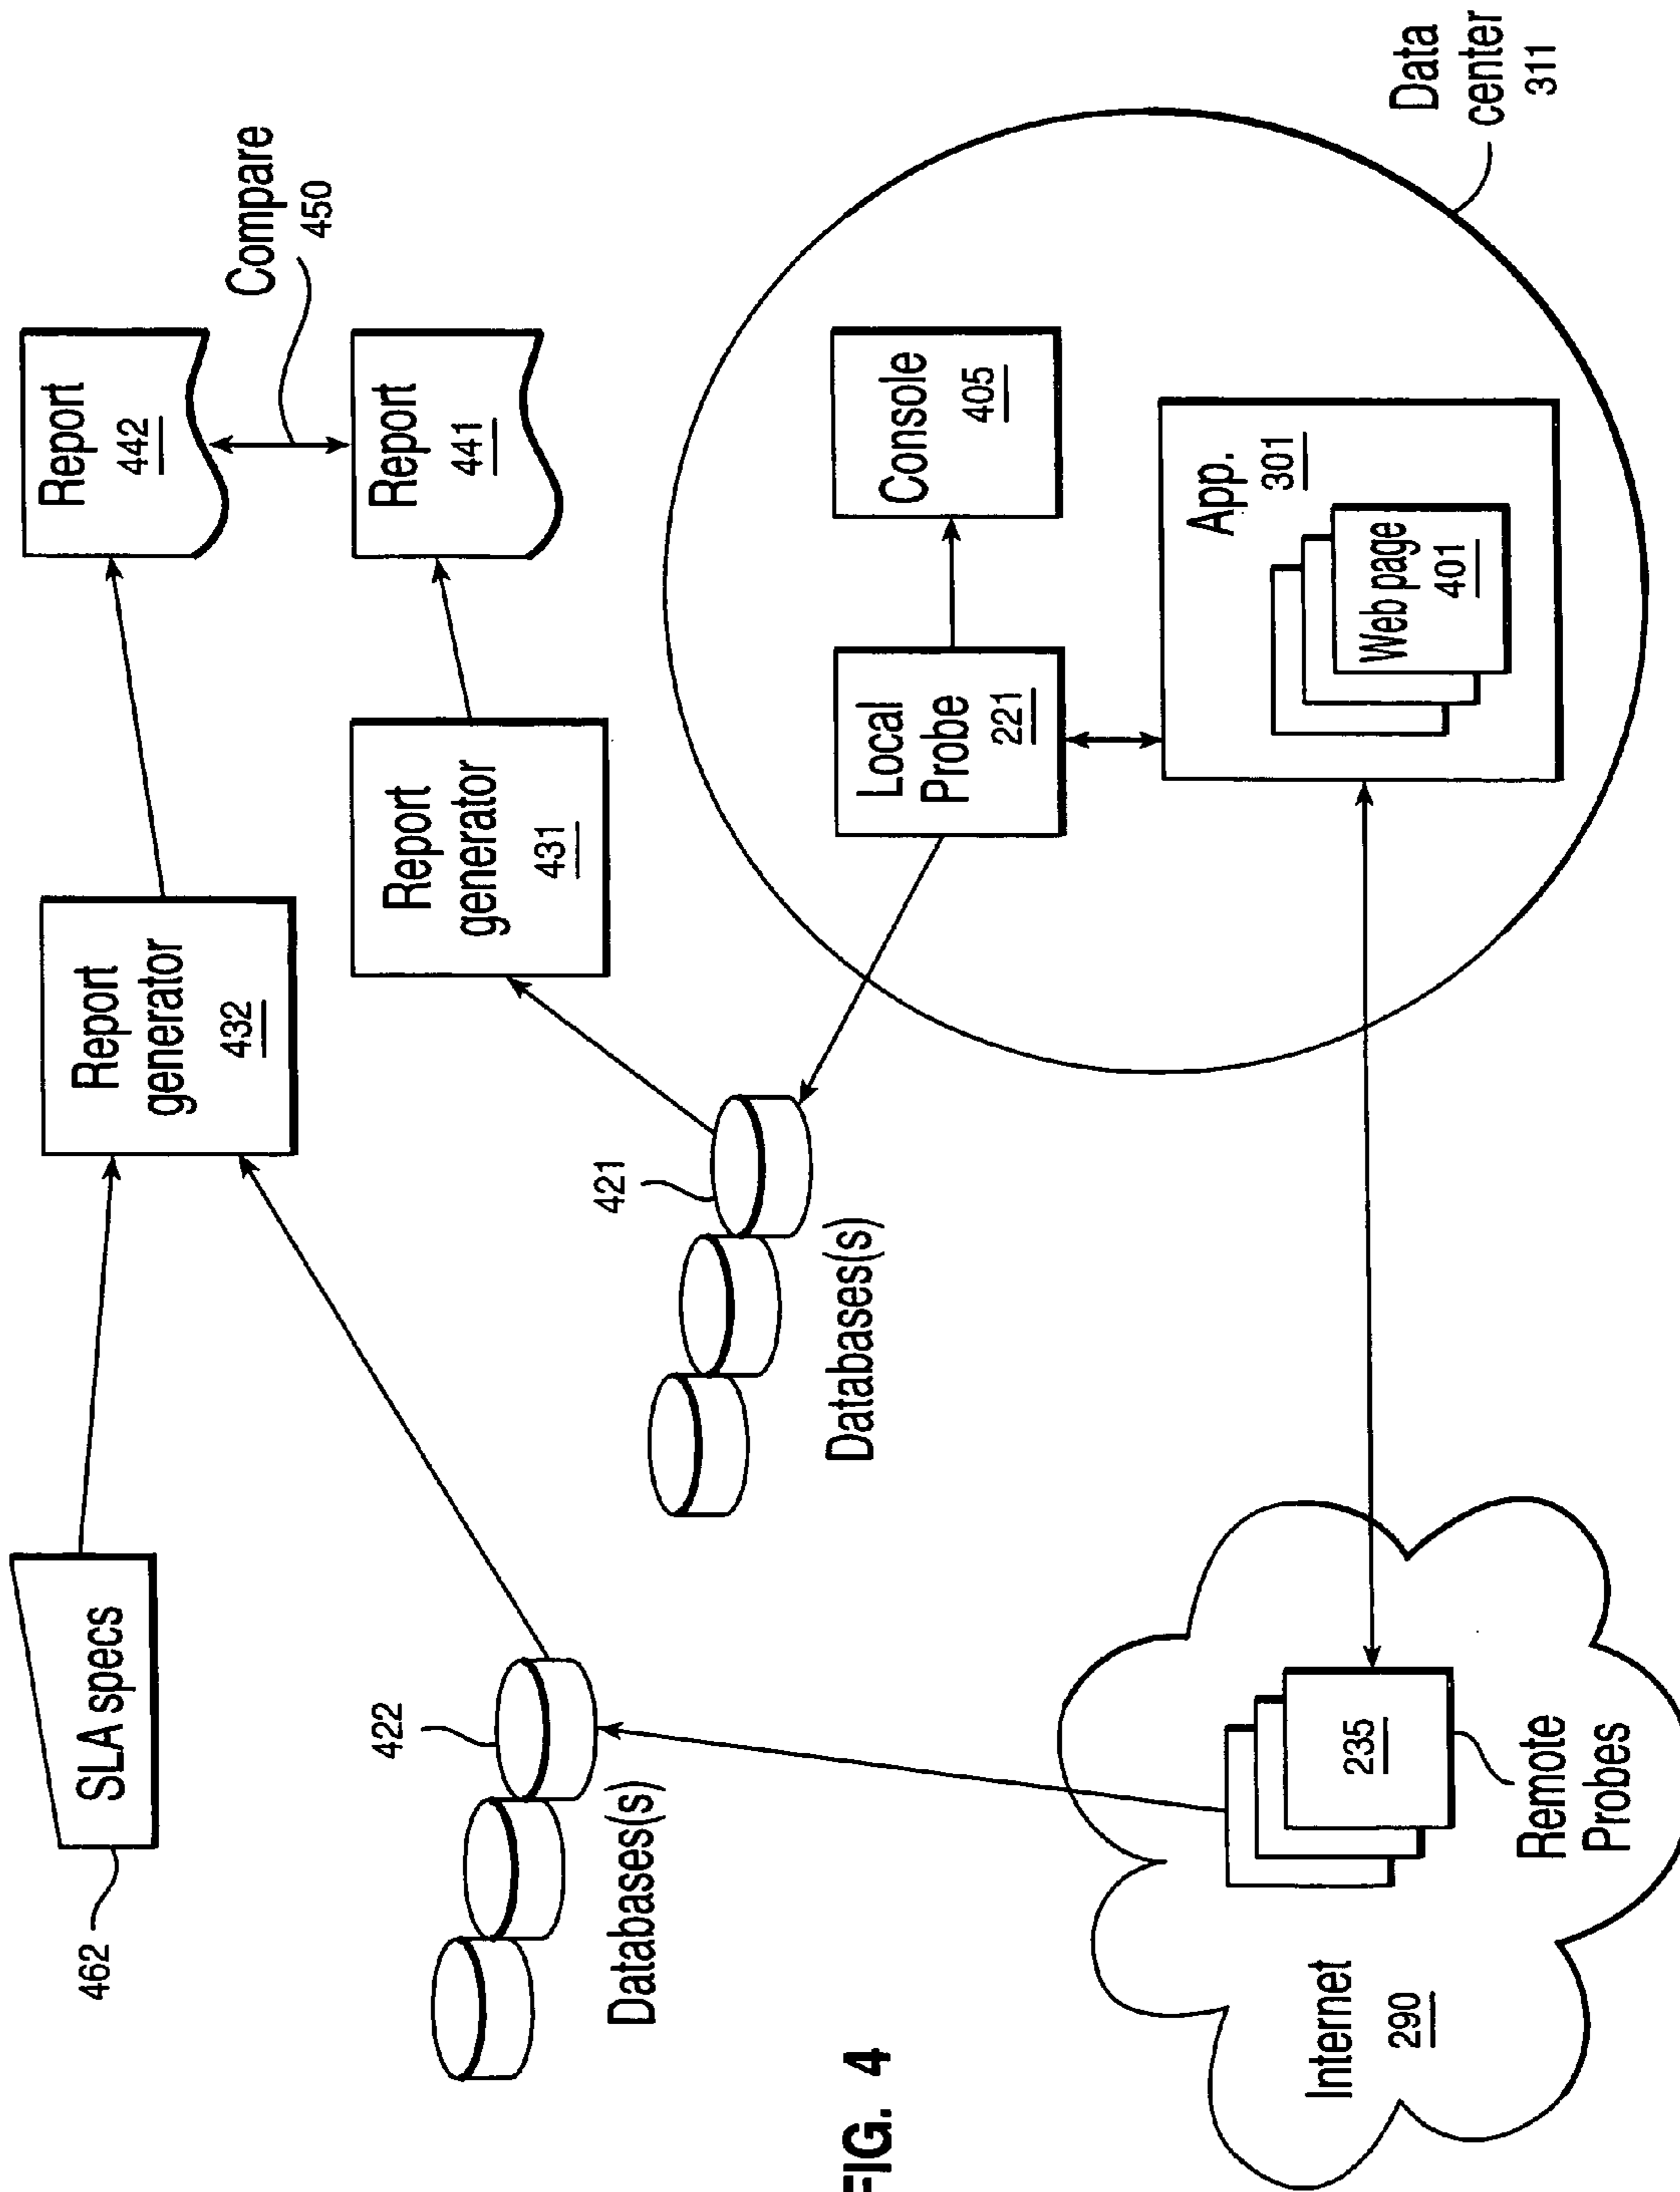 462
SLA specs
Report
generator
432
Report
442
Compare
450
422
Databases(s)
421
Databases(s)
Report
generator
431
Report
441
Local
Probe
221
Console
405
App.
301
Web page
401
Data
center
311
Internet
290
235
Remote
Probes
FIG. 4